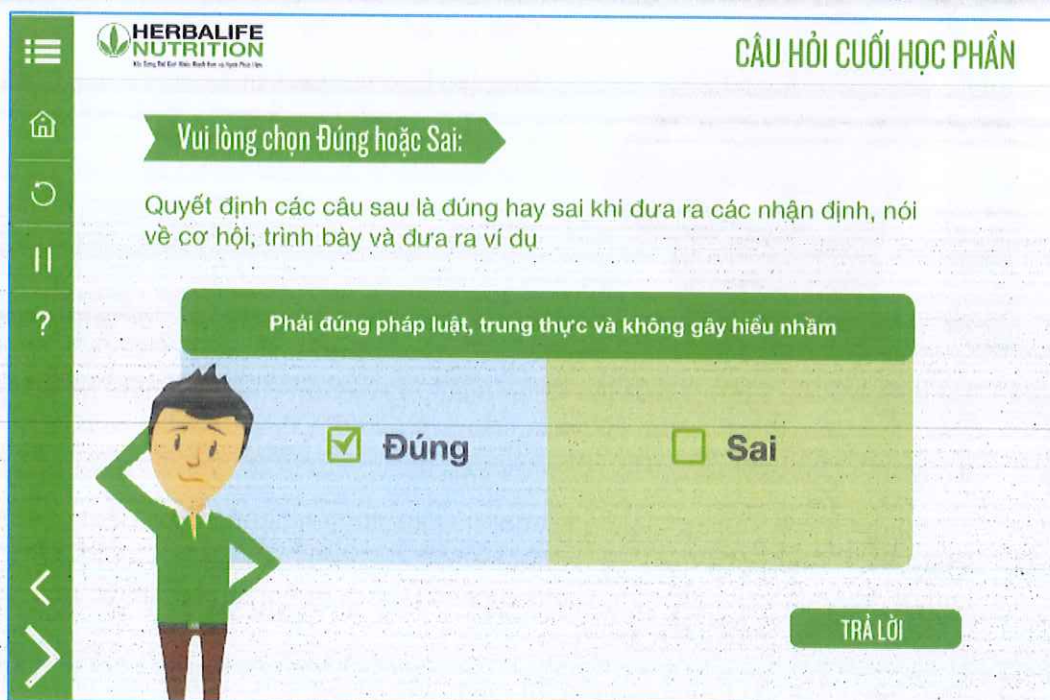 HERBALIFE
NUTRITION
CÂU HỎI CUỐI HỌC PHẦN
Vui lòng chọn Đúng hoặc Sai:
Quyết định các câu sau là đúng hay sai khi đưa ra các nhận định, nói
về cơ hội, trình bày và đưa ra ví dụ
?
Phải đúng pháp luật, trung thực và không gây hiểu nhầm
Đúng
Sai
TRẢ LỜI